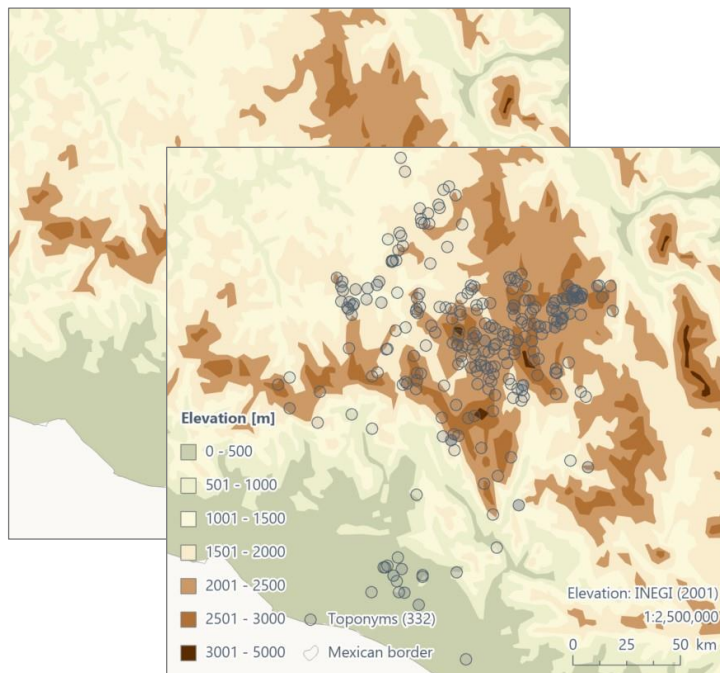 Elevation [m]
0 - 500
501 - 1000
1001 - 1500
1501 - 2000
2001 - 2500
2501 - 3000
3001 - 5000
Toponyms (332)
Mexican border
Elevation: INEGI (2001)
1:2,500,000
0 25 50 km